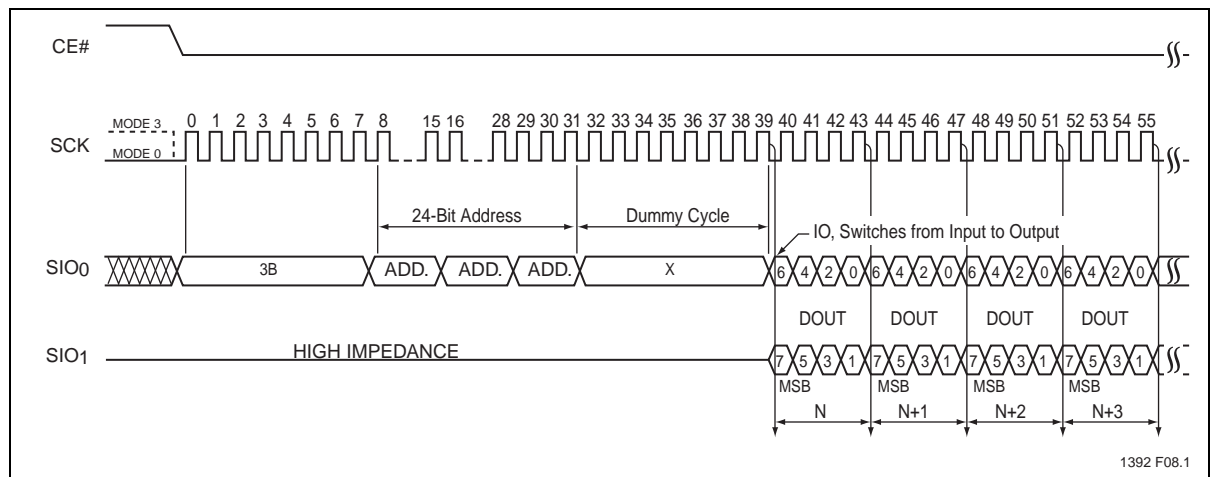 CE#
MODE 3
0 1 2 3 4 5 6 7 8 15 16 28 29 30 31 32 33 34 35 36 37 38 39 40 41 42 43 44 45 46 47 48 49 50 51 52 53 54 55
SCK
MODE 0
24-Bit Address
Dummy Cycle
IO, Switches from Input to Output
SIO0
3B
ADD. ADD. ADD.
X
6 4 2 0 6 4 2 0 6 4 2 0 6 4 2 0
DOUT DOUT DOUT DOUT
SIO1
HIGH IMPEDANCE
7 5 3 1 7 5 3 1 7 5 3 1 7 5 3 1
MSB MSB MSB MSB
N N+1 N+2 N+3
1392 F08.1